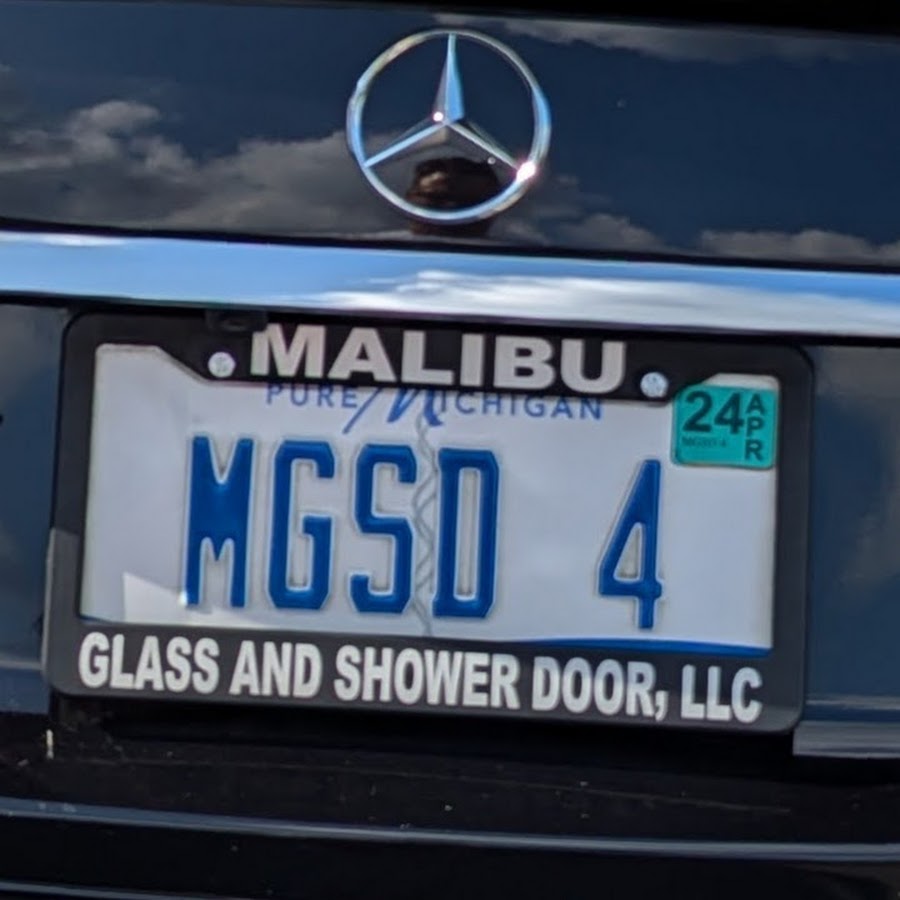 MALIBU
PURE MICHIGAN
24 APR
MGSD 4
GLASS AND SHOWER DOOR, LLC